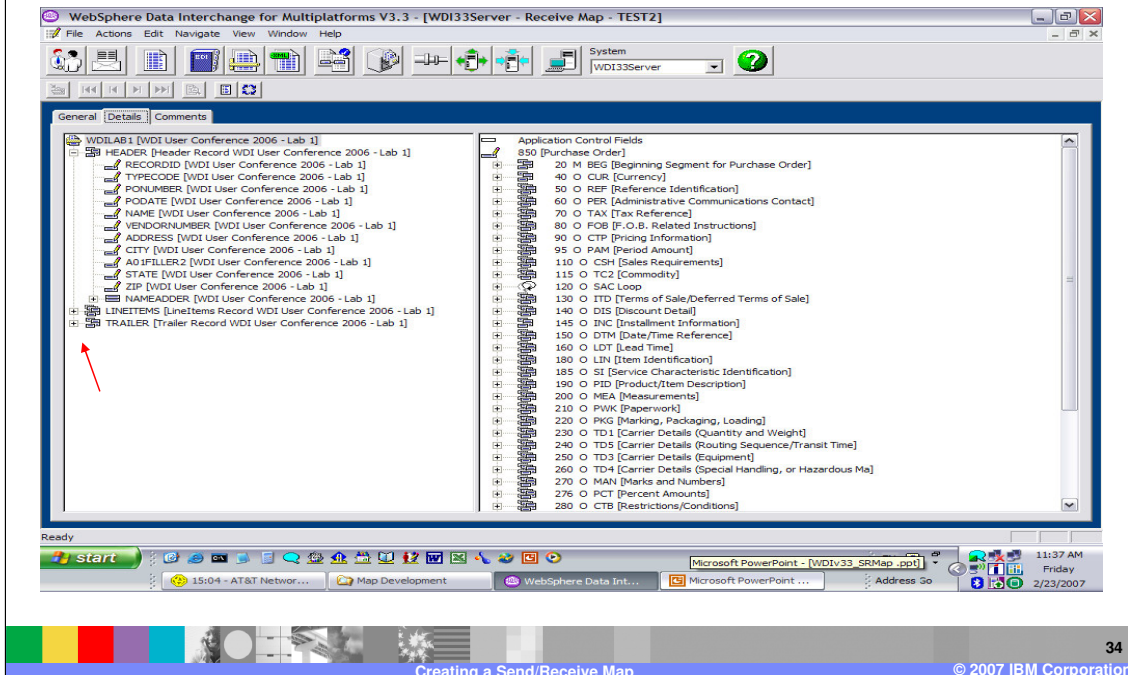 WebSphere Data Interchange for Multiplatforms V3.3 - [WDI33Server - Receive Map - TEST2]
File Actions Edit Navigate View Window Help
System
WDI33Server
General Details Comments
WDILAB1 [WDI User Conference 2006 - Lab 1]
HEADER [Header Record WDI User Conference 2006 - Lab 1]
RECORDID [WDI User Conference 2006 - Lab 1]
TYPECODE [WDI User Conference 2006 - Lab 1]
PONUMBER [WDI User Conference 2006 - Lab 1]
PODATE [WDI User Conference 2006 - Lab 1]
NAME [WDI User Conference 2006 - Lab 1]
VENDORNUMBER [WDI User Conference 2006 - Lab 1]
ADDRESS [WDI User Conference 2006 - Lab 1]
CITY [WDI User Conference 2006 - Lab 1]
A01FILLER2 [WDI User Conference 2006 - Lab 1]
STATE [WDI User Conference 2006 - Lab 1]
ZIP [WDI User Conference 2006 - Lab 1]
NAMEADDER [WDI User Conference 2006 - Lab 1]
LINEITEMS [LineItems Record WDI User Conference 2006 - Lab 1]
TRAILER [Trailer Record WDI User Conference 2006 - Lab 1]
Application Control Fields
850 [Purchase Order]
20 M BEG [Beginning Segment for Purchase Order]
40 O CUR [Currency]
50 O REF [Reference Identification]
60 O PER [Administrative Communications Contact]
70 O TAX [Tax Reference]
80 O FOB [F.O.B. Related Instructions]
90 O CTP [Pricing Information]
95 O PAM [Period Amount]
110 O CSH [Sales Requirements]
115 O TC2 [Commodity]
120 O SAC Loop
130 O ITD [Terms of Sale/Deferred Terms of Sale]
140 O DIS [Discount Detail]
145 O INC [Installment Information]
150 O DTM [Date/Time Reference]
160 O LDT [Lead Time]
180 O LIN [Item Identification]
185 O SI [Service Characteristic Identification]
190 O PID [Product/Item Description]
200 O MEA [Measurements]
210 O PWK [Paperwork]
220 O PKG [Marking, Packaging, Loading]
230 O TD1 [Carrier Details (Quantity and Weight]
240 O TD5 [Carrier Details (Routing Sequence/Transit Time]
250 O TD3 [Carrier Details (Equipment]
260 O TD4 [Carrier Details (Special Handling, or Hazardous Ma]
270 O MAN [Marks and Numbers]
276 O PCT [Percent Amounts]
280 O CTB [Restrictions/Conditions]
Ready
start
Microsoft PowerPoint - [WDIv33_SRMap .ppt]
11:37 AM
Friday
2/23/2007
15:04 - AT&T Networ...
Map Development
WebSphere Data Int...
Microsoft PowerPoint ...
Address Go
34
Creating a Send/Receive Map
© 2007 IBM Corporation